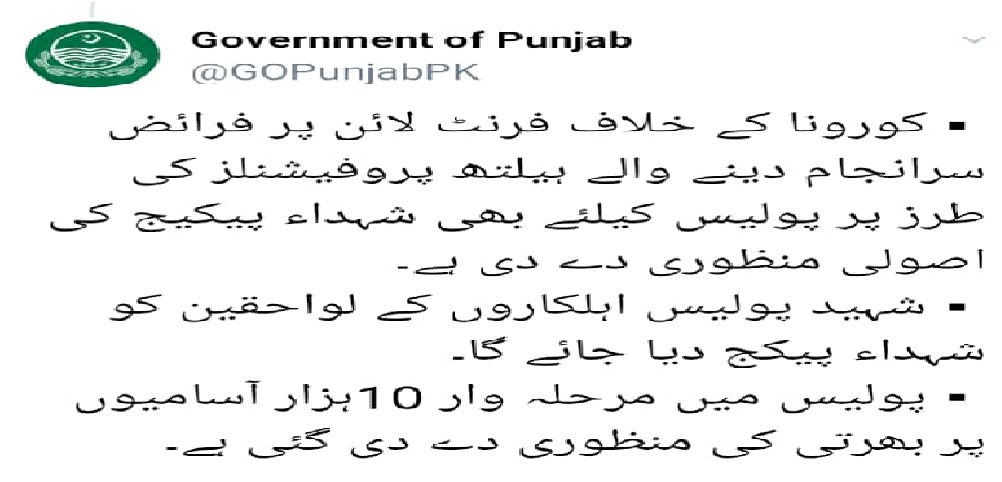 Government of Punjab
@GOPunjabPK
▪ کورونا کے خلاف فرنٹ لائن پر فرائض
سرانجام دینے والے ہیلتھ پروفیشنلز کی
طرز پر پولیس کیلئے بھی شہداء پیکیج کی
اصولی منظوری دے دی ہے۔
▪ شہید پولیس اہلکاروں کے لواحقین کو
شہداء پیکج دیا جائے گا۔
▪ پولیس میں مرحلہ وار 10ہزار آسامیوں
پر بھرتی کی منظوری دے دی گئی ہے۔